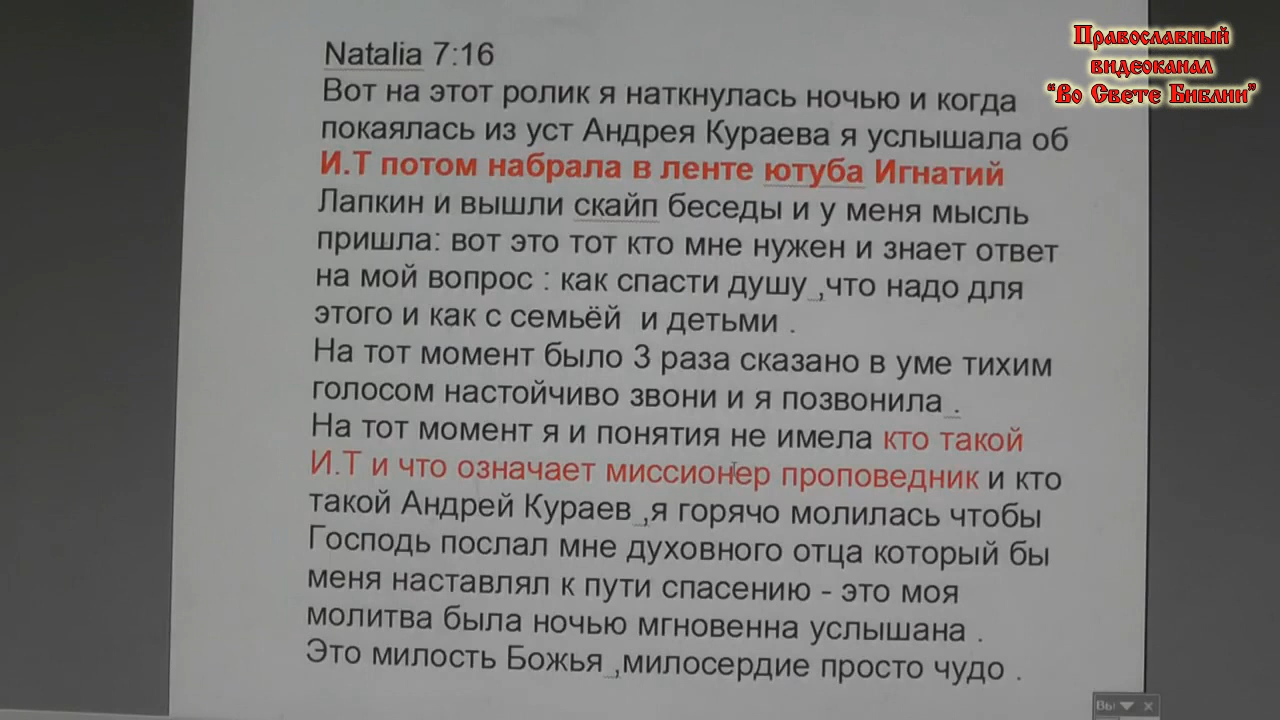 Православный
видеоканал
"Во Свете Библии"
Natalia 7:16
Вот на этот ролик я наткнулась ночью и когда
покаялась из уст Андрея Кураева я услышала об
И.Т потом набрала в ленте ютуба Игнатий
Лапкин и вышли скайп беседы и у меня мысль
пришла: вот это тот кто мне нужен и знает ответ
на мой вопрос : как спасти душу ,что надо для
этого и как с семьёй и детьми .
На тот момент было 3 раза сказано в уме тихим
голосом настойчиво звони и я позвонила .
На тот момент я и понятия не имела кто такой
И.Т и что означает миссионер проповедник и кто
такой Андрей Кураев ,я горячо молилась чтобы
Господь послал мне духовного отца который бы
меня наставлял к пути спасению - это моя
молитва была ночью мгновенна услышана .
Это милость Божья ,милосердие просто чудо .
Вы